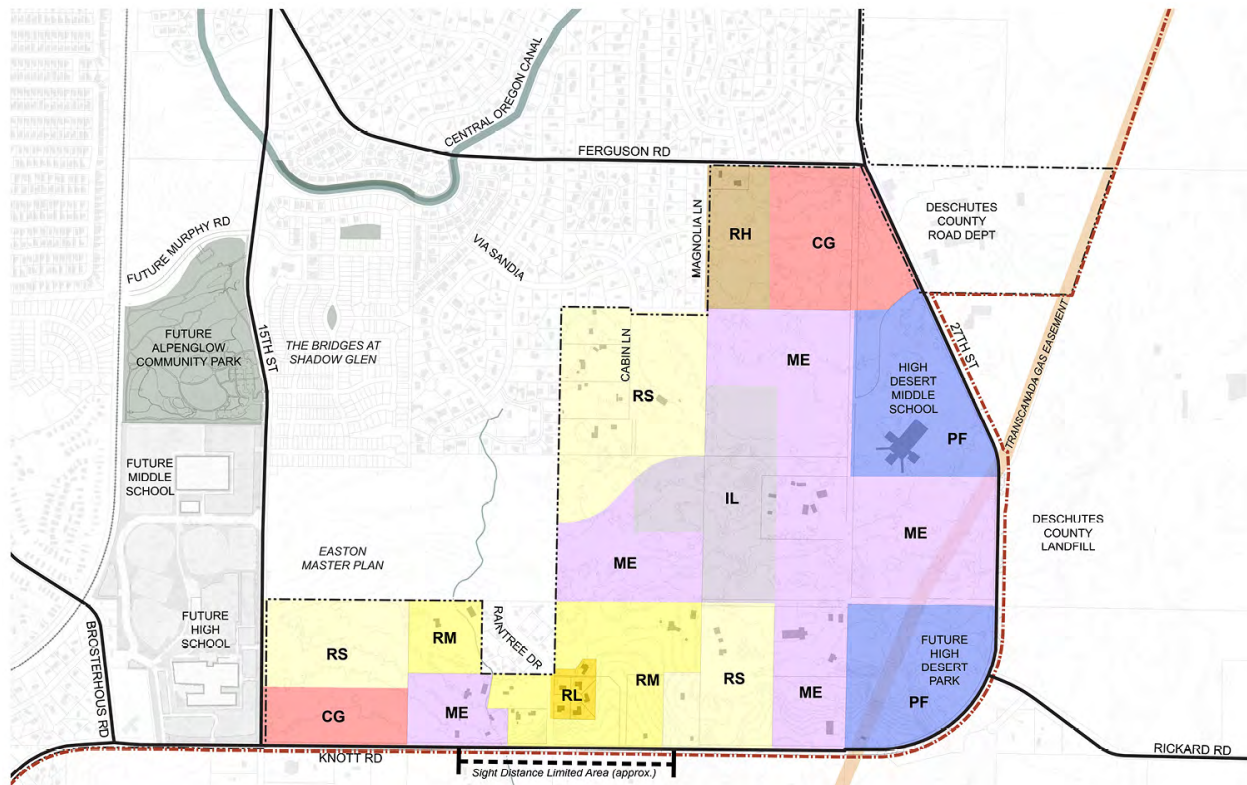 CENTRAL OREGON CANAL
FERGUSON RD
FUTURE MURPHY RD
VIA SANDIA
MAGNOLIA LN
RH
CG
DESCHUTES
COUNTY
ROAD DEPT
FUTURE
ALPENGLOW
COMMUNITY PARK
15TH ST
THE BRIDGES AT
SHADOW GLEN
CABIN LN
RS
ME
27TH ST
TRANSCANADA GAS EASEMENT
HIGH
DESERT
MIDDLE
SCHOOL
PF
FUTURE
MIDDLE
SCHOOL
IL
ME
ME
DESCHUTES
COUNTY
LANDFILL
EASTON
MASTER PLAN
BROSTERHOUS RD
FUTURE
HIGH
SCHOOL
RS
RM
RAINTREE DR
RL
RM
RS
ME
FUTURE HIGH
DESERT
PARK
PF
CG
ME
KNOTT RD
RICKARD RD
Sight Distance Limited Area (approx.)